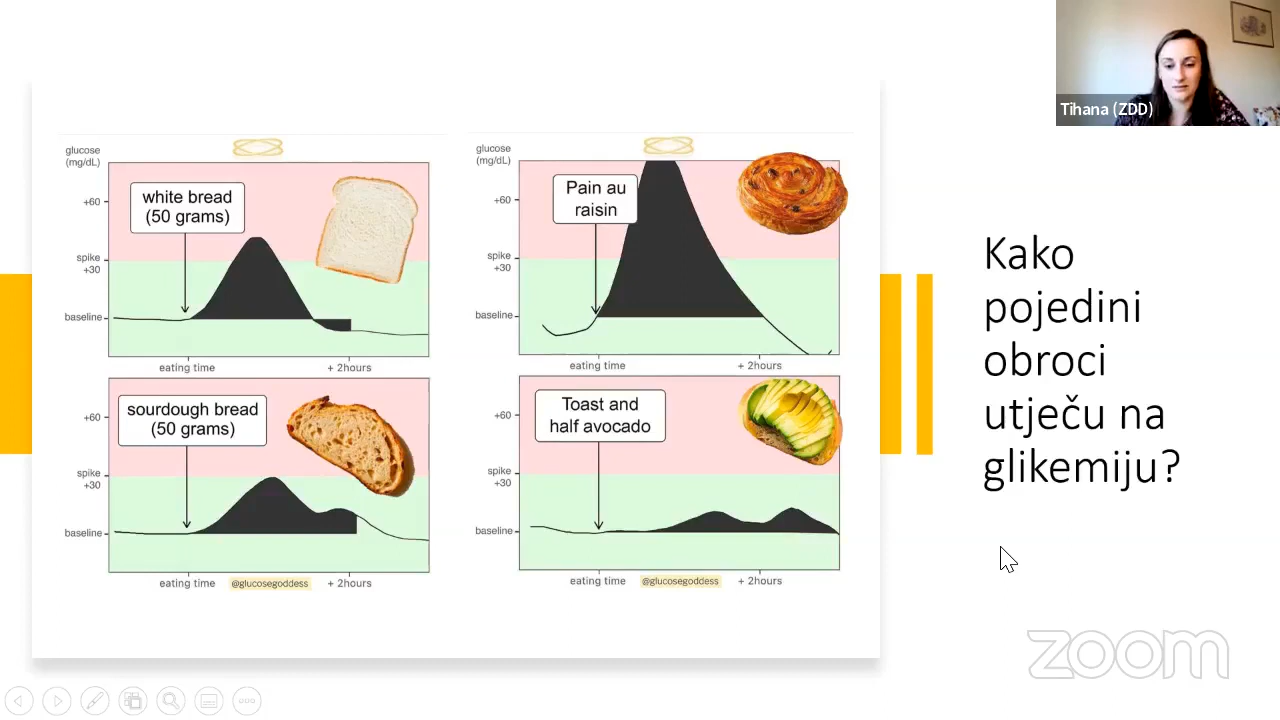 Tihana (ZDD)
glucose
(mg/dL)
+60
spike
+30
baseline
white bread
(50 grams)
eating time
+ 2hours
glucose
(mg/dL)
+60
spike
+30
baseline
Pain au
raisin
eating time
+ 2hours
+60
spike
+30
baseline
sourdough bread
(50 grams)
eating time
@glucosegoddess
+ 2hours
+60
spike
+30
baseline
Toast and
half avocado
eating time
@glucosegoddess
+ 2hours
Kako
pojedini
obroci
utječu na
glikemiju?
zoom